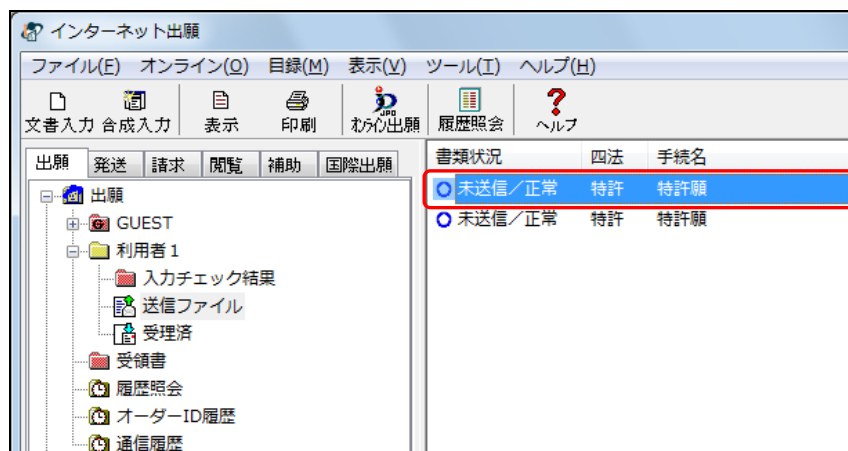 インターネット出願
ファイル(F) オンライン(O) 目録(M) 表示(V) ツール(T) ヘルプ(H)
文書入力 合成入力 表示 印刷 オンライン出願 履歴照会 ヘルプ
出願 発送 請求 閲覧 補助 国際出願
書類状況 四法 手続名
未送信／正常 特許 特許願
未送信／正常 特許 特許願
出願
GUEST
利用者1
入力チェック結果
送信ファイル
受理済
受領書
履歴照会
オーダーID履歴
通信履歴